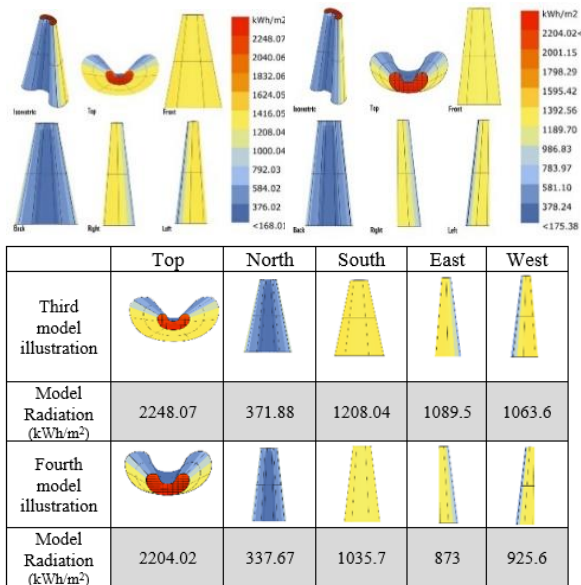 kWh/m2
2248.07
2040.06
1832.06
1624.05
1416.05
1208.04
1000.04
792.03
584.02
376.02
<168.01
Isometric
Top
Front
Back
Right
Left
kWh/m2
2204.02<
2001.15
1798.29
1595.42
1392.56
1189.70
986.83
783.97
581.10
378.24
<175.38
Isometric
Top
Front
Back
Right
Left
Top North South East West
Third
model
illustration
Model
Radiation
(kWh/m²)
2248.07 371.88 1208.04 1089.5 1063.6
Fourth
model
illustration
Model
Radiation
(kWh/m²)
2204.02 337.67 1035.7 873 925.6